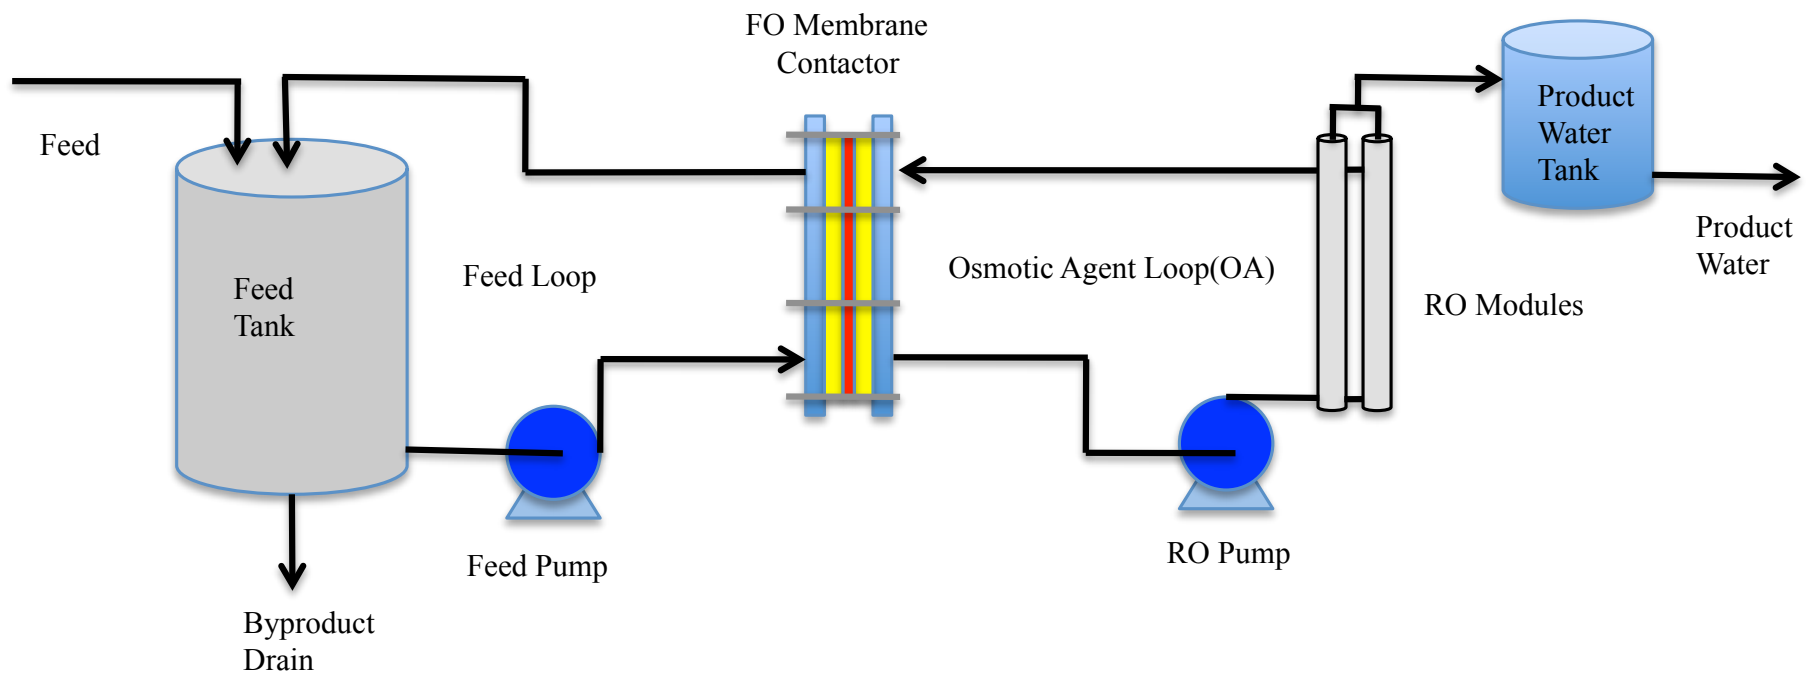 FO Membrane
Contactor
Feed
Product
Water
Tank
Product
Water
Feed Loop
Osmotic Agent Loop(OA)
Feed
Tank
RO Modules
Feed Pump
RO Pump
Byproduct
Drain